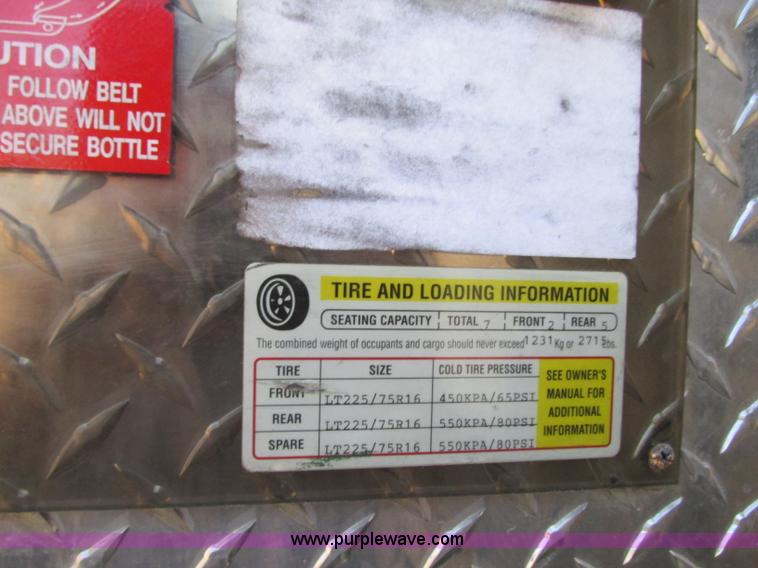 UTION
FOLLOW BELT
ABOVE WILL NOT
SECURE BOTTLE
TIRE AND LOADING INFORMATION
SEATING CAPACITY TOTAL 7 FRONT 2 REAR 5
The combined weight of occupants and cargo should never exceed 1231 Kg or 2715 Lbs.
TIRE SIZE COLD TIRE PRESSURE SEE OWNER'S
FRONT LT225/75R16 450KPA/65PSI MANUAL FOR
REAR LT225/75R16 550KPA/80PSI ADDITIONAL
SPARE LT225/75R16 550KPA/80PSI INFORMATION
www.purplewave.com